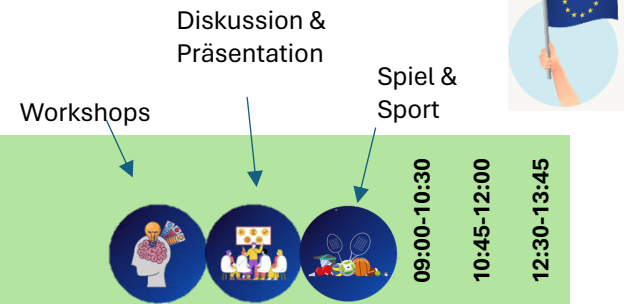 Diskussion &
Präsentation
Spiel &
Sport
Workshops
09:00-10:30
10:45-12:00
12:30-13:45